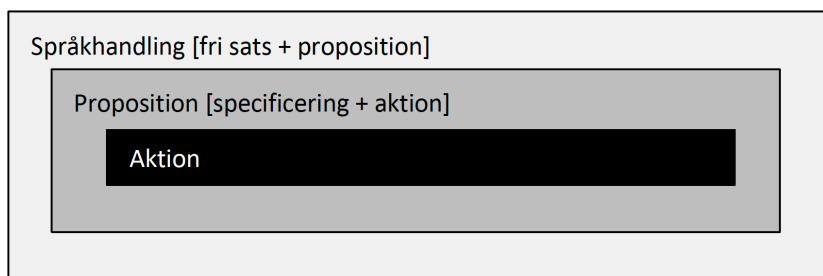 Språkhandling [fri sats + proposition]
Proposition [specificering + aktion]
Aktion